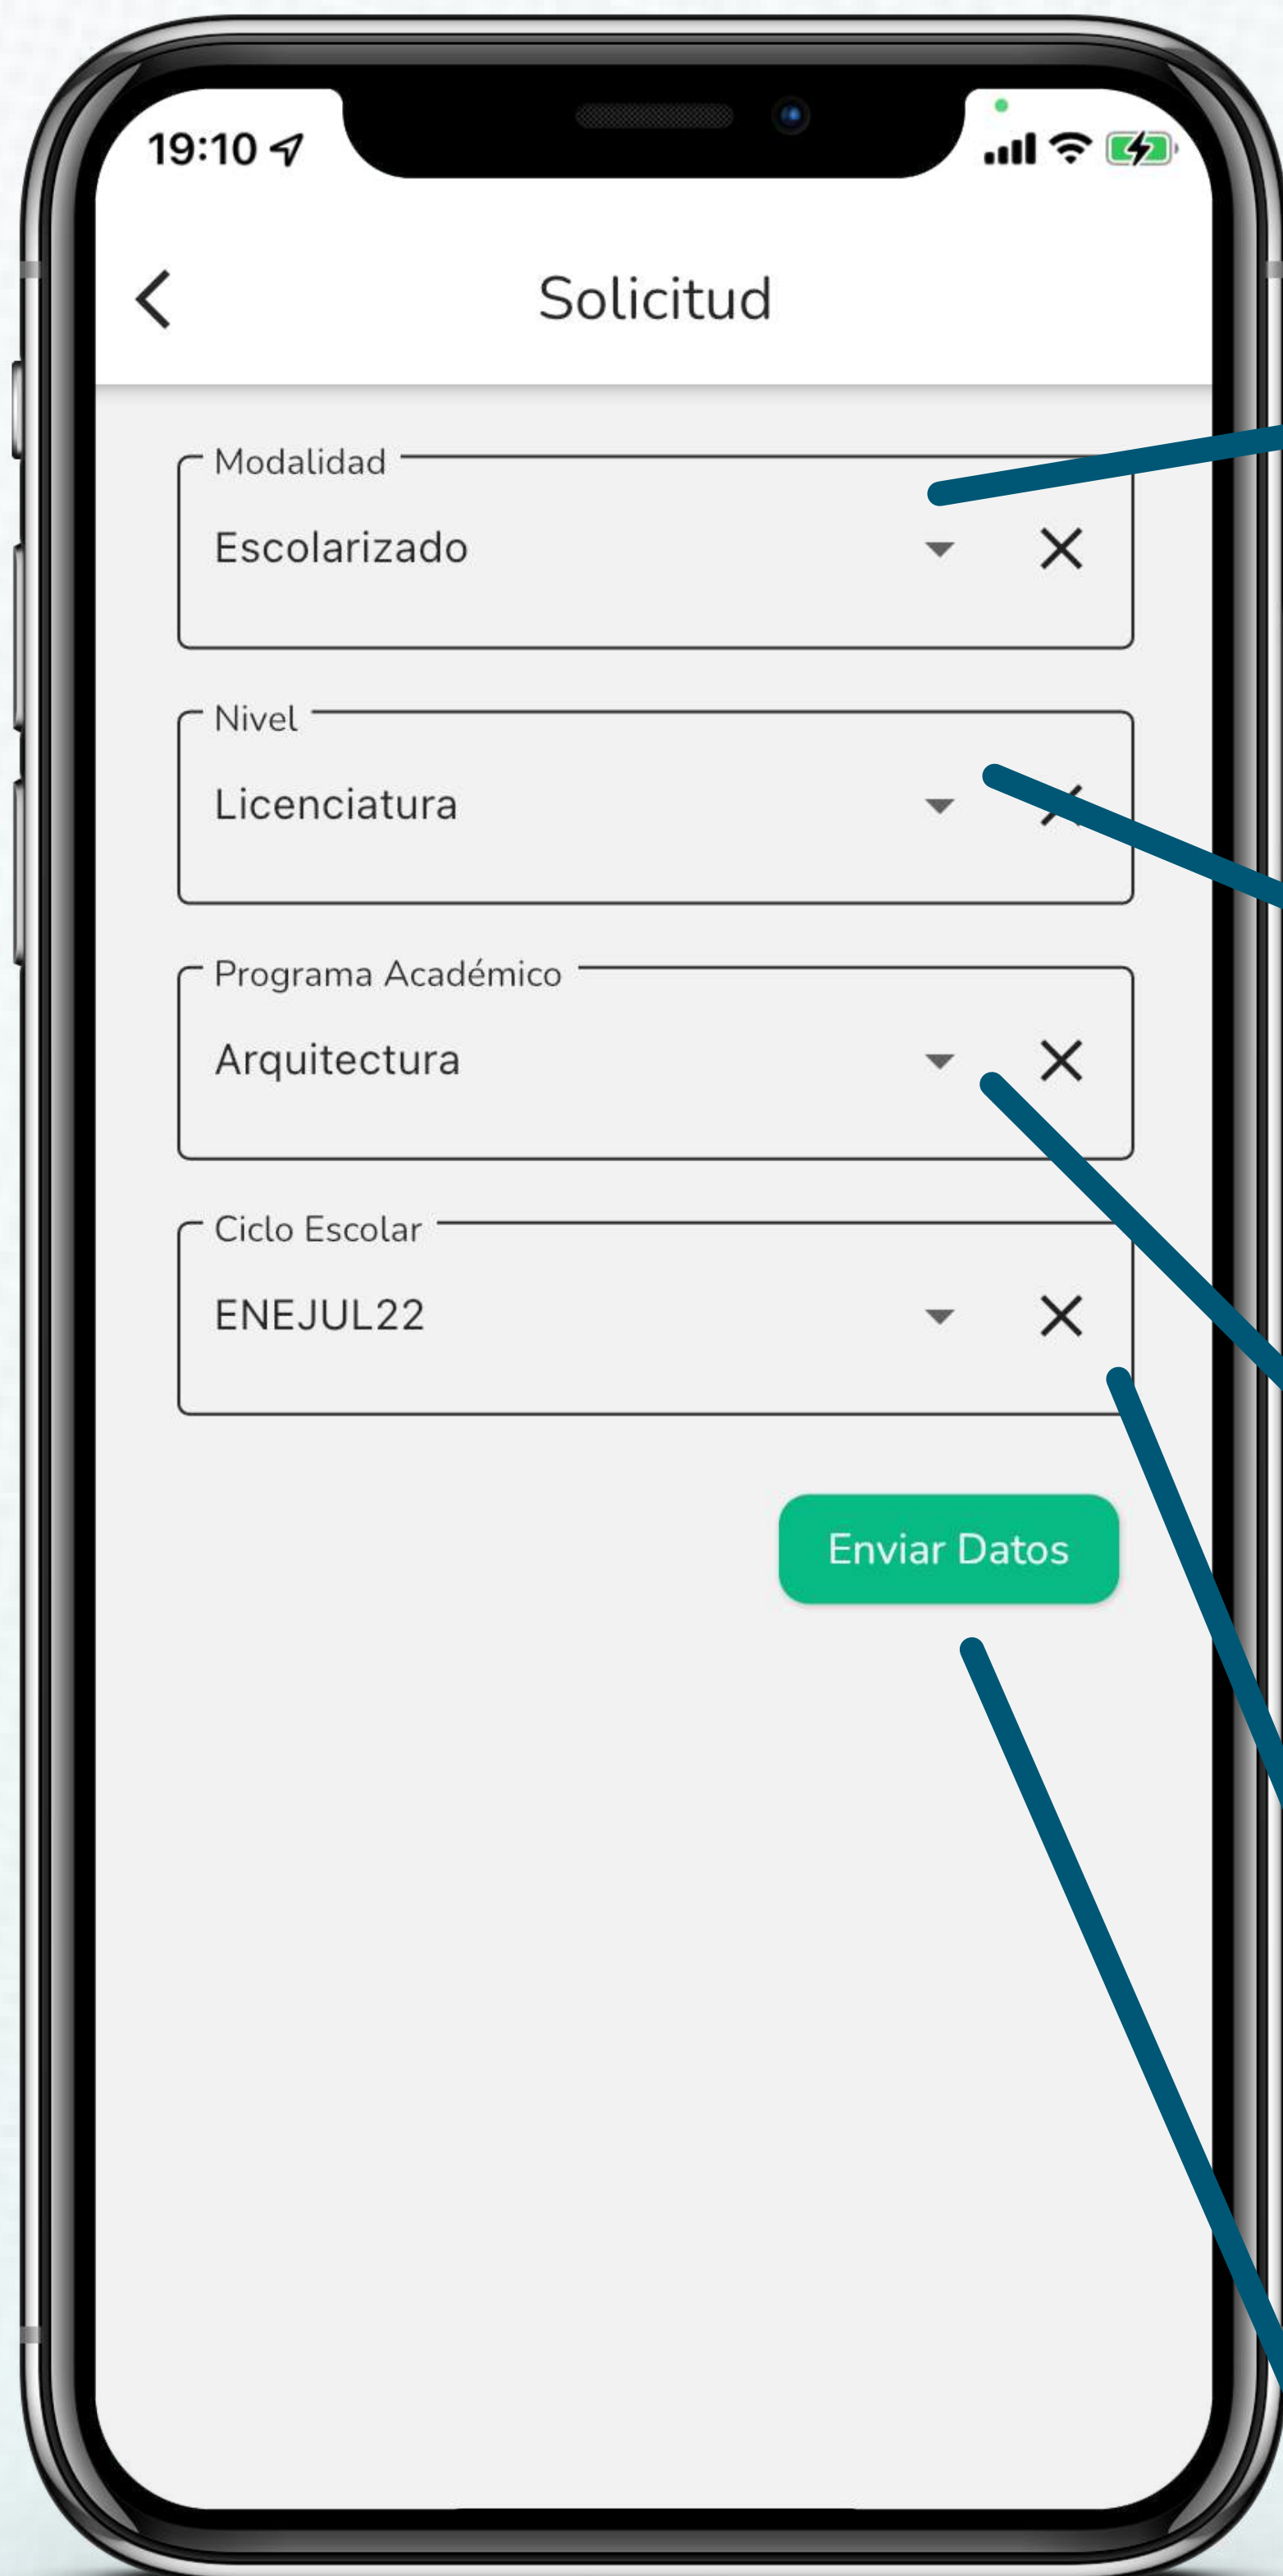 19:10
Solicitud
Modalidad
Escolarizado
Nivel
Licenciatura
Programa Académico
Arquitectura
Ciclo Escolar
ENEJUL22
Enviar Datos